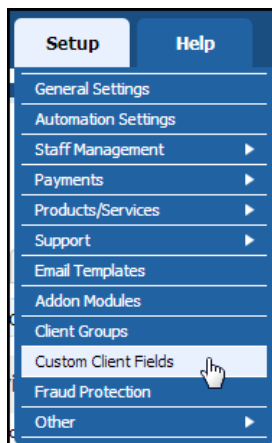 Setup Help
General Settings
Automation Settings
Staff Management
Payments
Products/Services
Support
Email Templates
Addon Modules
Client Groups
Custom Client Fields
Fraud Protection
Other